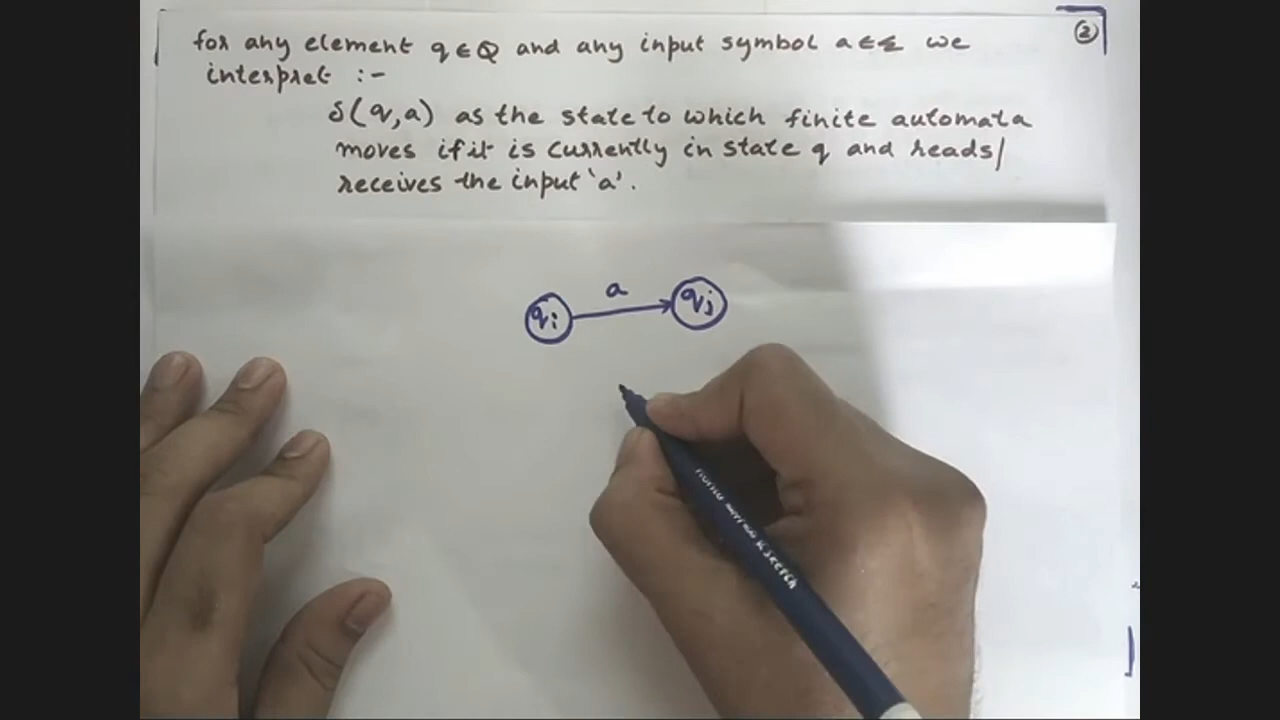 ②
for any element q ∈ Q and any input symbol a ∈ Σ we
interpret :-
δ(q,a) as the state to which finite automata
moves if it is currently in state q and reads/
receives the input 'a'.
a
qi
qj
SKETCH